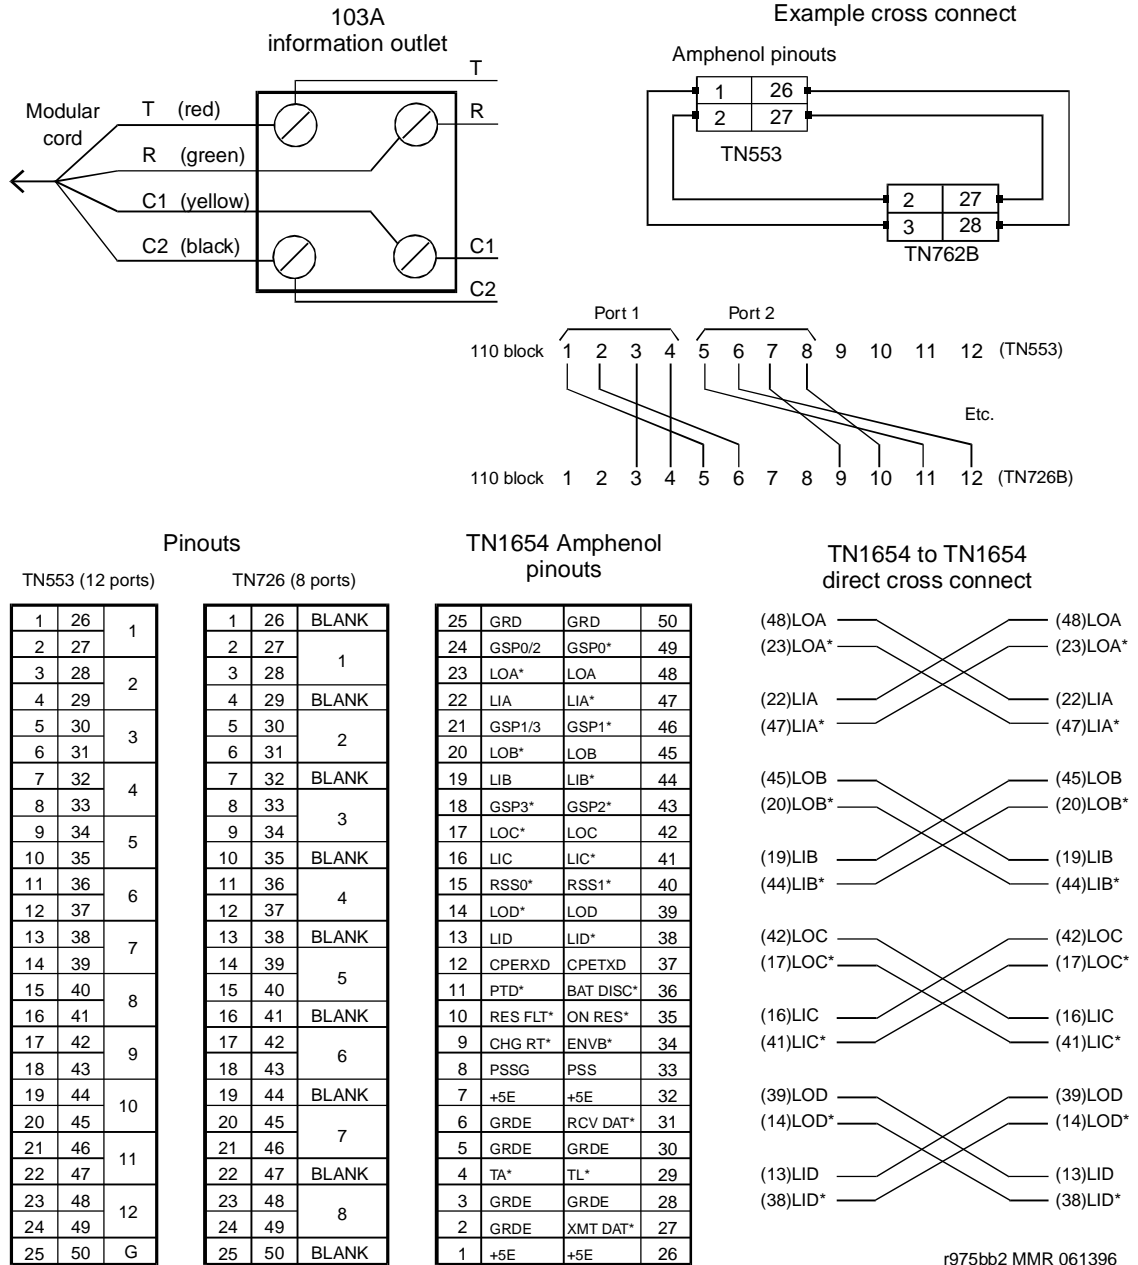 103A
information outlet
T
R
Modular
cord
T (red)
R (green)
C1 (yellow)
C2 (black)
C1
C2
Example cross connect
Amphenol pinouts
1 26
2 27
TN553
2 27
3 28
TN762B
Port 1 Port 2
110 block 1 2 3 4 5 6 7 8 9 10 11 12 (TN553)
Etc.
110 block 1 2 3 4 5 6 7 8 9 10 11 12 (TN726B)
Pinouts
TN553 (12 ports)
1 26 1
2 27
3 28 2
4 29
5 30 3
6 31
7 32 4
8 33
9 34 5
10 35
11 36 6
12 37
13 38 7
14 39
15 40 8
16 41
17 42 9
18 43
19 44 10
20 45
21 46 11
22 47
23 48 12
24 49
25 50 G
TN726 (8 ports)
1 26 BLANK
2 27 1
3 28
4 29 BLANK
5 30 2
6 31
7 32 BLANK
8 33 3
9 34
10 35 BLANK
11 36 4
12 37
13 38 BLANK
14 39 5
15 40
16 41 BLANK
17 42 6
18 43
19 44 BLANK
20 45 7
21 46
22 47 BLANK
23 48 8
24 49
25 50 BLANK
TN1654 Amphenol
pinouts
25 GRD GRD 50
24 GSP0/2 GSP0* 49
23 LOA* LOA 48
22 LIA LIA* 47
21 GSP1/3 GSP1* 46
20 LOB* LOB 45
19 LIB LIB* 44
18 GSP3* GSP2* 43
17 LOC* LOC 42
16 LIC LIC* 41
15 RSS0* RSS1* 40
14 LOD* LOD 39
13 LID LID* 38
12 CPERXD CPETXD 37
11 PTD* BAT DISC* 36
10 RES FLT* ON RES* 35
9 CHG RT* ENVB* 34
8 PSSG PSS 33
7 +5E +5E 32
6 GRDE RCV DAT* 31
5 GRDE GRDE 30
4 TA* TL* 29
3 GRDE GRDE 28
2 GRDE XMT DAT* 27
1 +5E +5E 26
TN1654 to TN1654
direct cross connect
(48)LOA (48)LOA
(23)LOA* (23)LOA*
(22)LIA (22)LIA
(47)LIA* (47)LIA*
(45)LOB (45)LOB
(20)LOB* (20)LOB*
(19)LIB (19)LIB
(44)LIB* (44)LIB*
(42)LOC (42)LOC
(17)LOC* (17)LOC*
(16)LIC (16)LIC
(41)LIC* (41)LIC*
(39)LOD (39)LOD
(14)LOD* (14)LOD*
(13)LID (13)LID
(38)LID* (38)LID*
r975bb2 MMR 061396